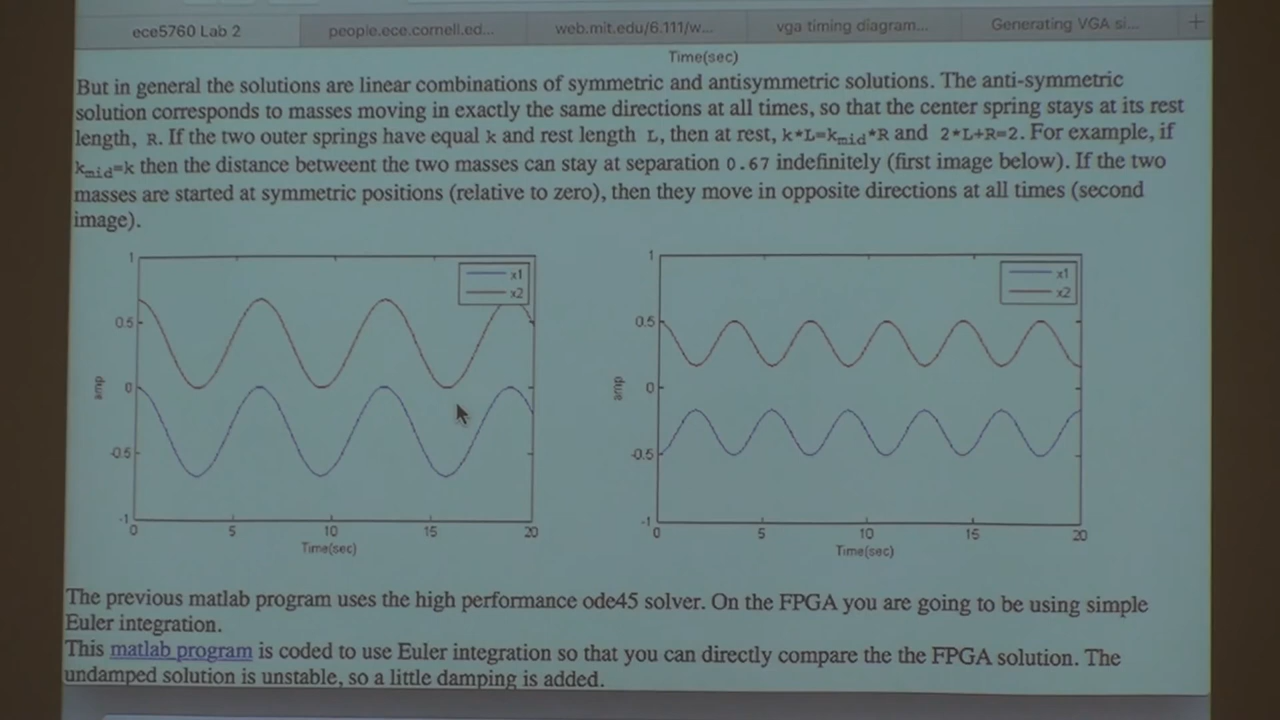 ece5760 Lab 2
people.ece.cornell.ed...
web.mit.edu/6.111/w...
vga timing diagram...
Generating VGA si...
+
Time(sec)
But in general the solutions are linear combinations of symmetric and antisymmetric solutions. The anti-symmetric
solution corresponds to masses moving in exactly the same directions at all times, so that the center spring stays at its rest
length, R. If the two outer springs have equal k and rest length L, then at rest, k*L=kmid*R and 2*L+R=2. For example, if
kmid=k then the distance betweent the two masses can stay at separation 0.67 indefinitely (first image below). If the two
masses are started at symmetric positions (relative to zero), then they move in opposite directions at all times (second
image).
1
0.5
0
-0.5
-1
amp
x1
x2
0 5 10 15 20
Time(sec)
1
0.5
0
-0.5
-1
amp
x1
x2
0 5 10 15 20
Time(sec)
The previous matlab program uses the high performance ode45 solver. On the FPGA you are going to be using simple
Euler integration.
This matlab program is coded to use Euler integration so that you can directly compare the the FPGA solution. The
undamped solution is unstable, so a little damping is added.